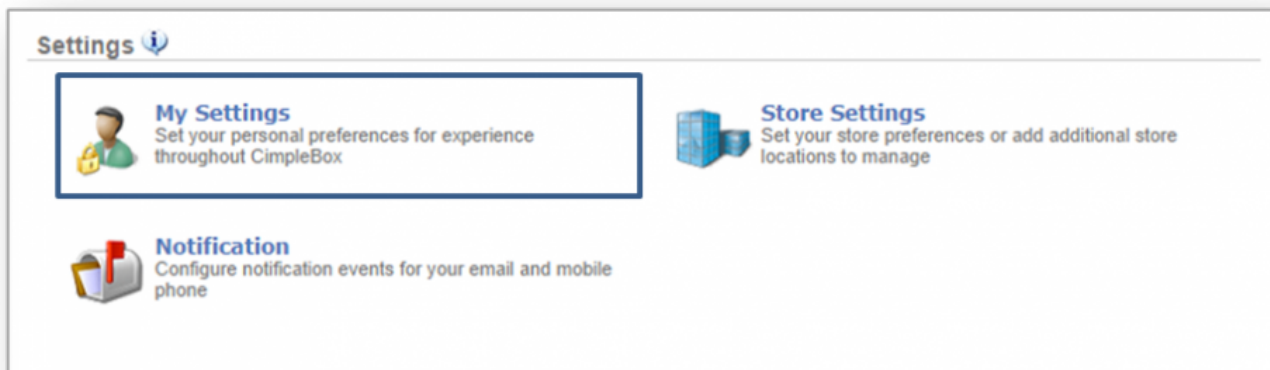 Settings
My Settings
Set your personal preferences for experience
throughout CimpleBox
Store Settings
Set your store preferences or add additional store
locations to manage
Notification
Configure notification events for your email and mobile
phone